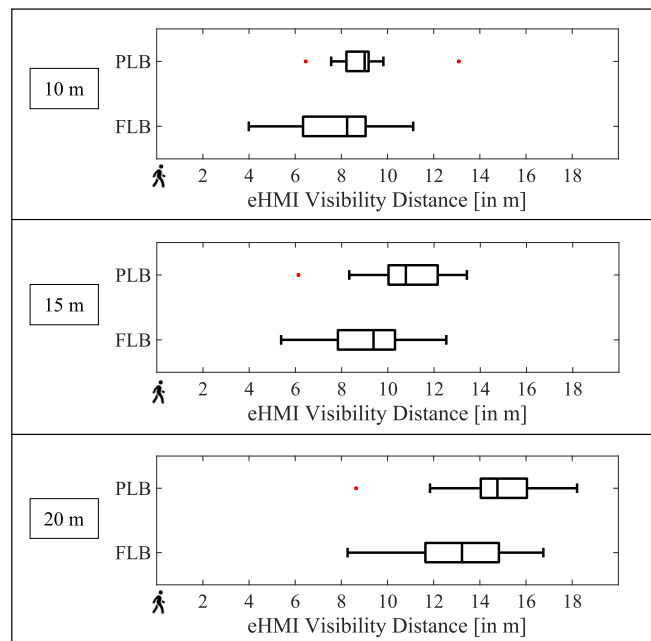 PLB
10 m
FLB
2 4 6 8 10 12 14 16 18
eHMI Visibility Distance [in m]
PLB
15 m
FLB
2 4 6 8 10 12 14 16 18
eHMI Visibility Distance [in m]
PLB
20 m
FLB
2 4 6 8 10 12 14 16 18
eHMI Visibility Distance [in m]